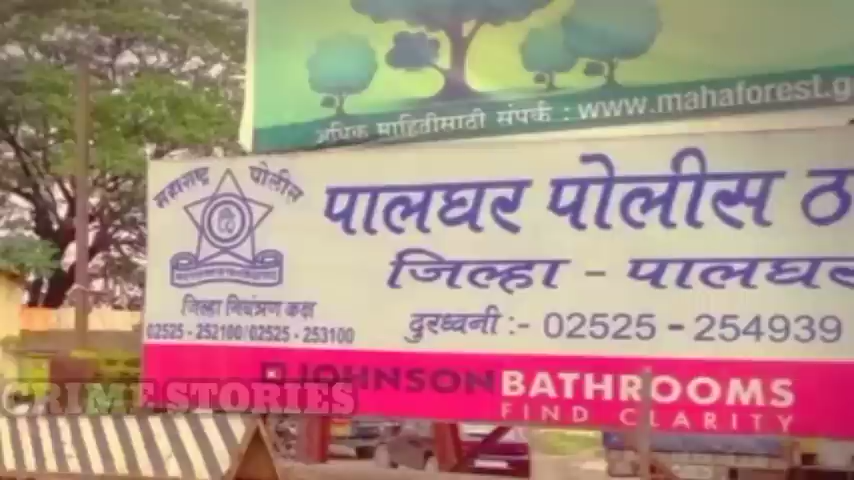 अधिक माहितीसाठी संपर्क : www.mahaforest.g
महाराष्ट्र पोलीस
पालघर पोलीस ठ
जिल्हा - पालघर
जिल्हा नियंत्रण कक्ष
02525 - 252100/02525 - 253100
दुरध्वनी :- 02525 - 254939
JOHNSON BATHROOMS
FIND CLARITY
CRIME STORIES